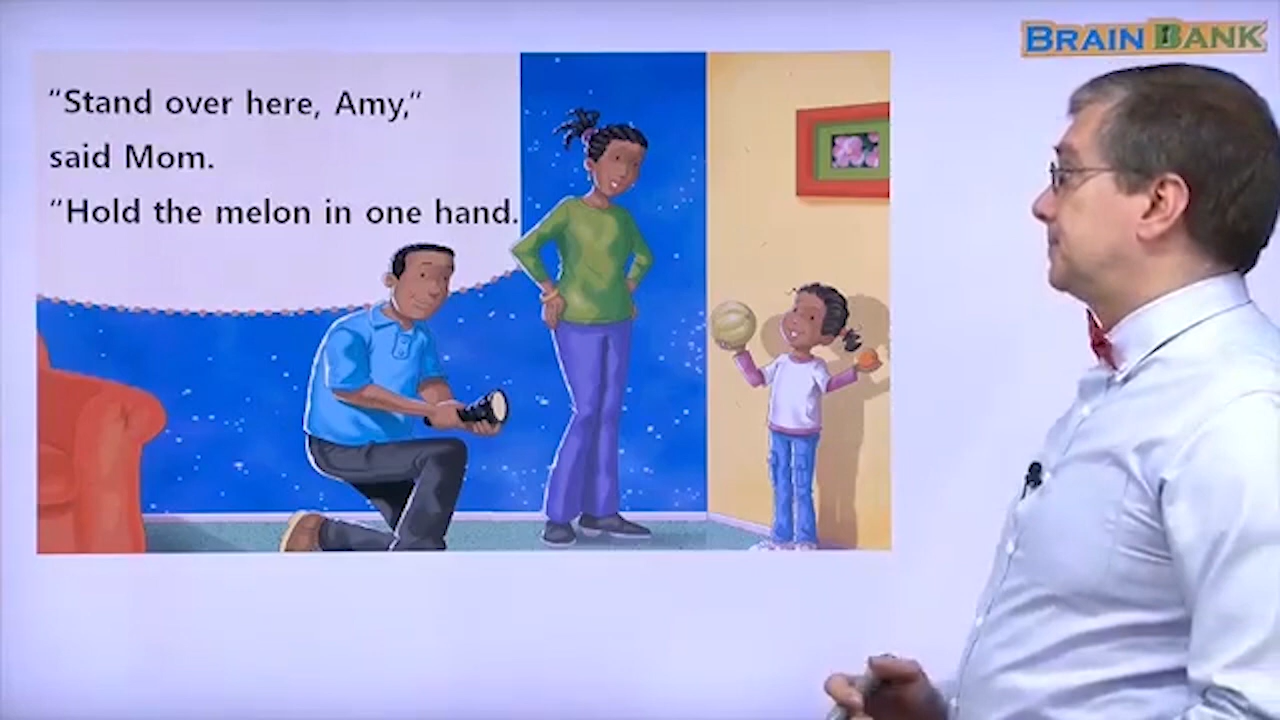 BRAIN BANK
“Stand over here, Amy,”
said Mom.
“Hold the melon in one hand.